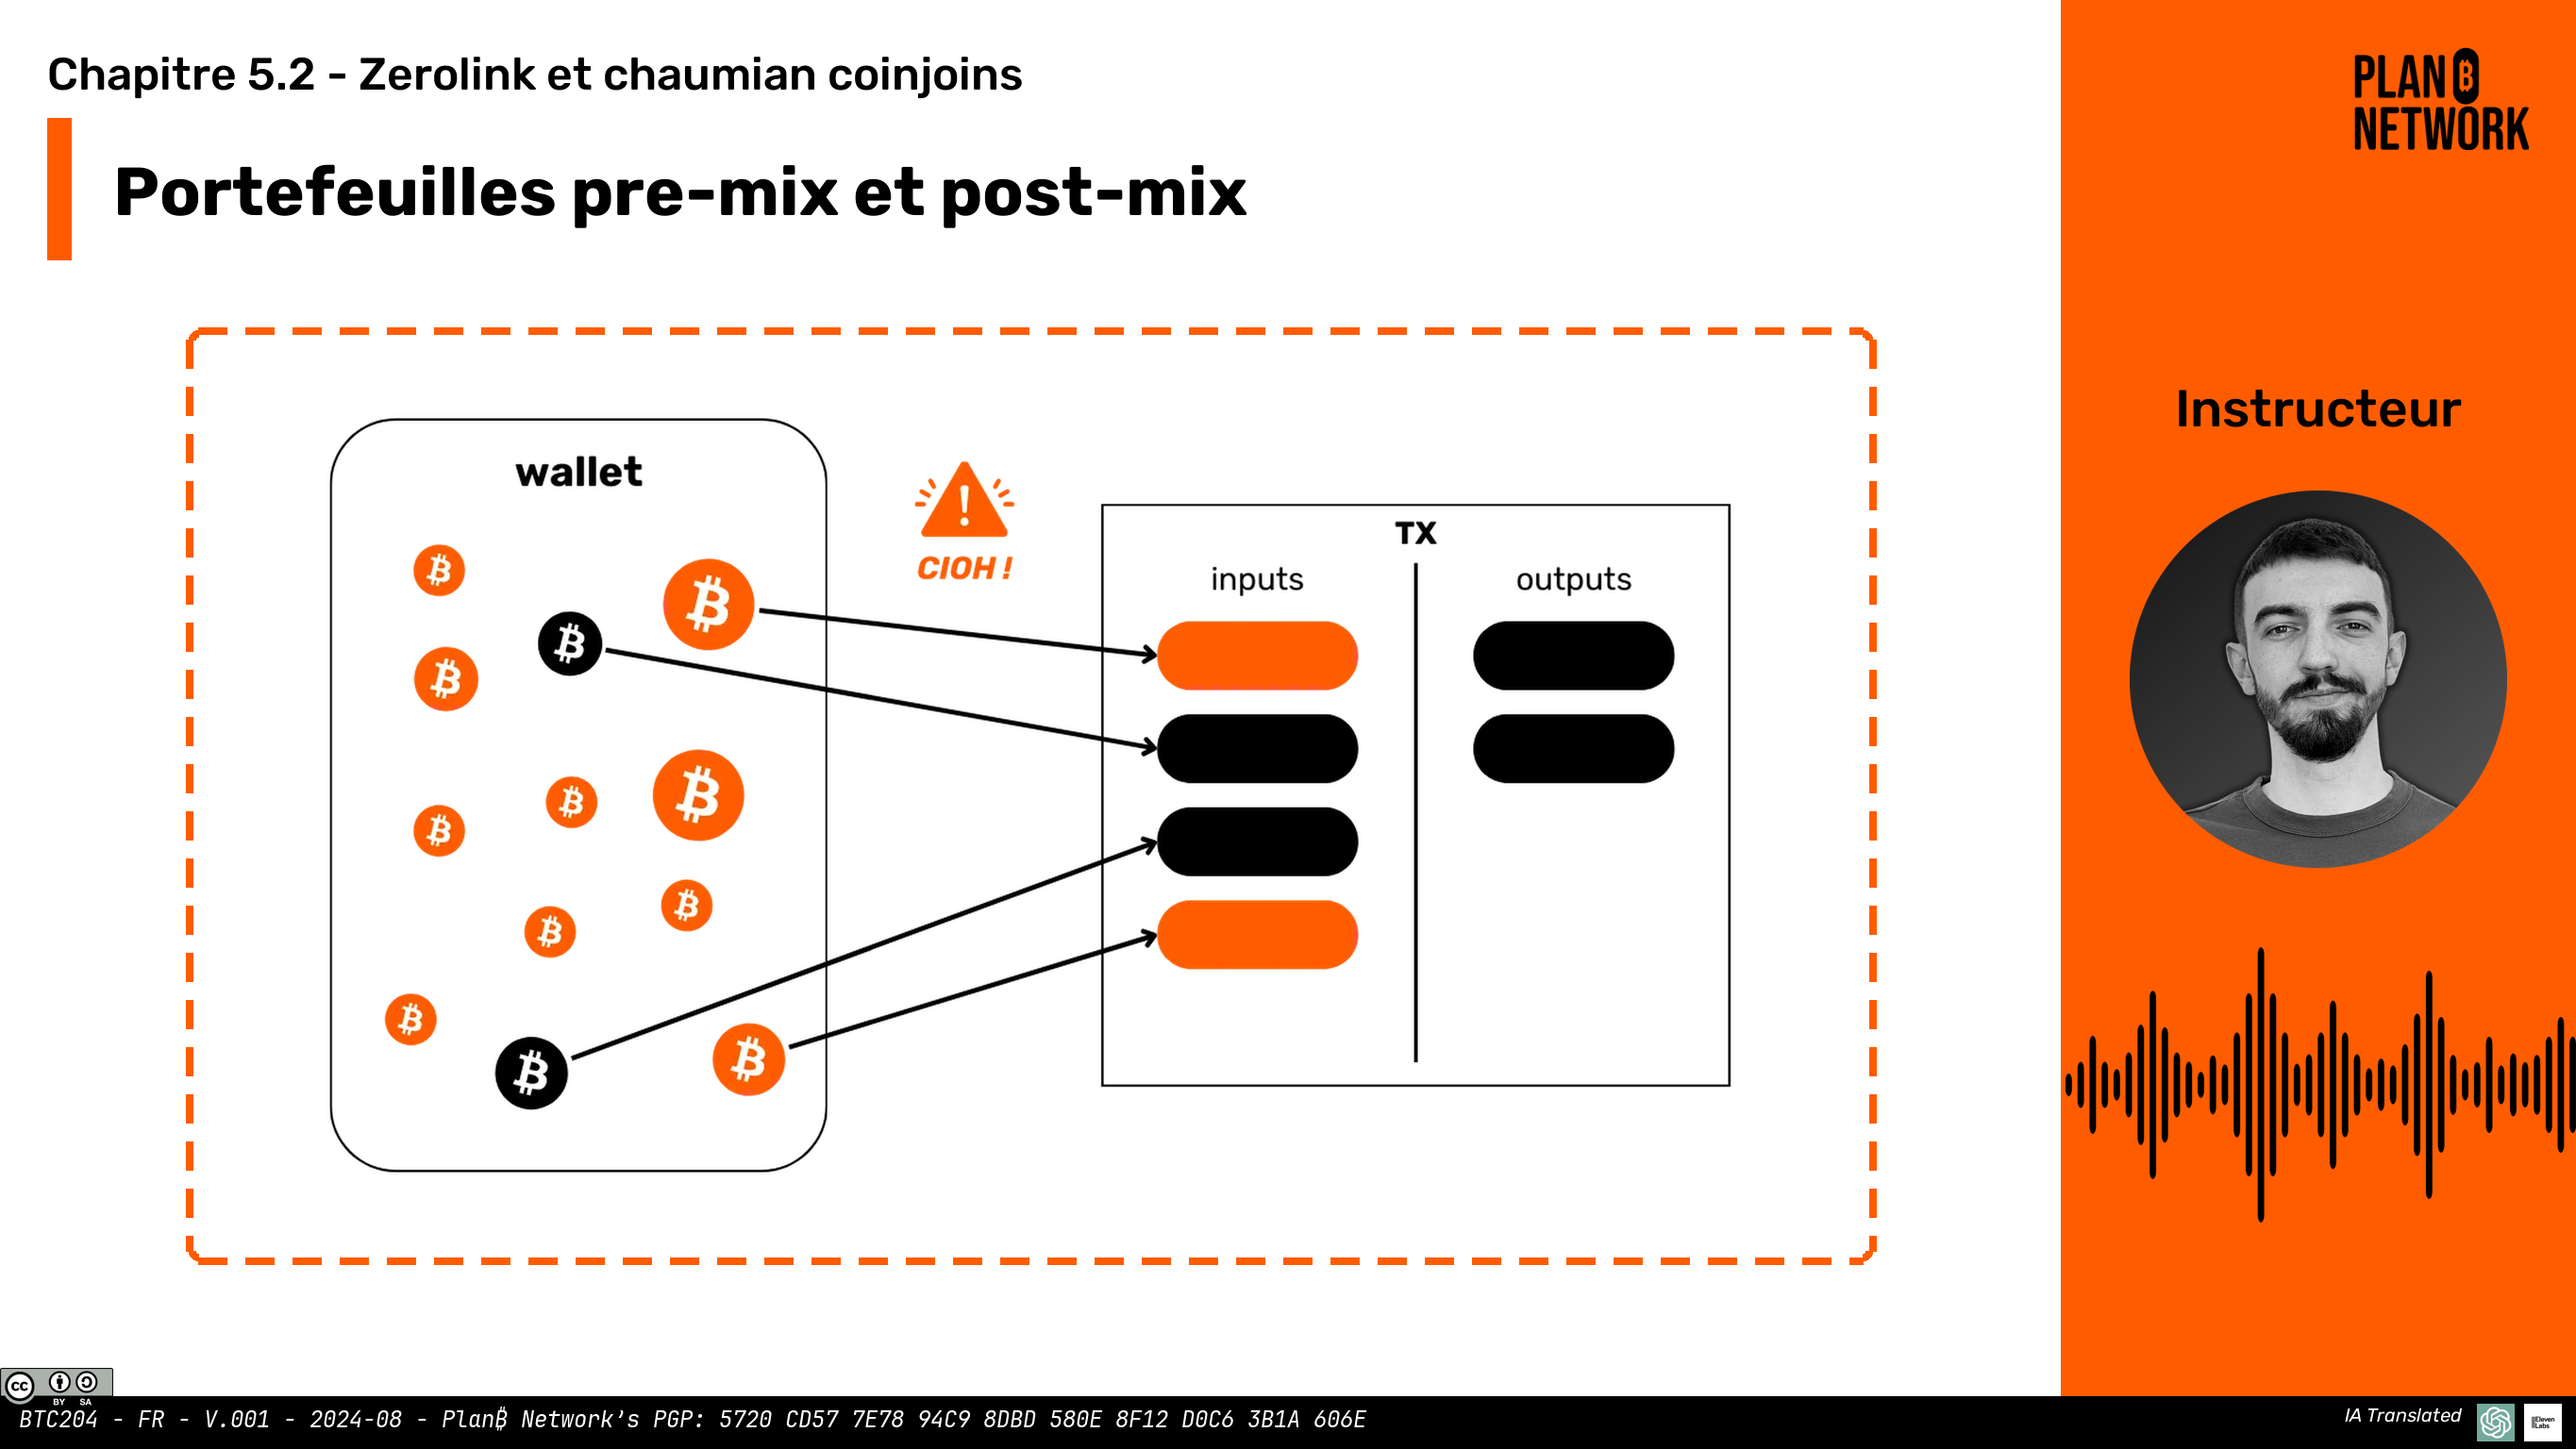 Chapitre 5.2 - Zerolink et chaumian coinjoins
PLAN ₿
NETWORK
Portefeuilles pre-mix et post-mix
Instructeur
wallet
CIOH !
TX
inputs
outputs
cc
BY SA
BTC204 - FR - V.001 - 2024-08 - Plan₿ Network's PGP: 5720 CD57 7E78 94C9 8DBD 580E 8F12 D0C6 3B1A 606E
IA Translated
ElevenLabs